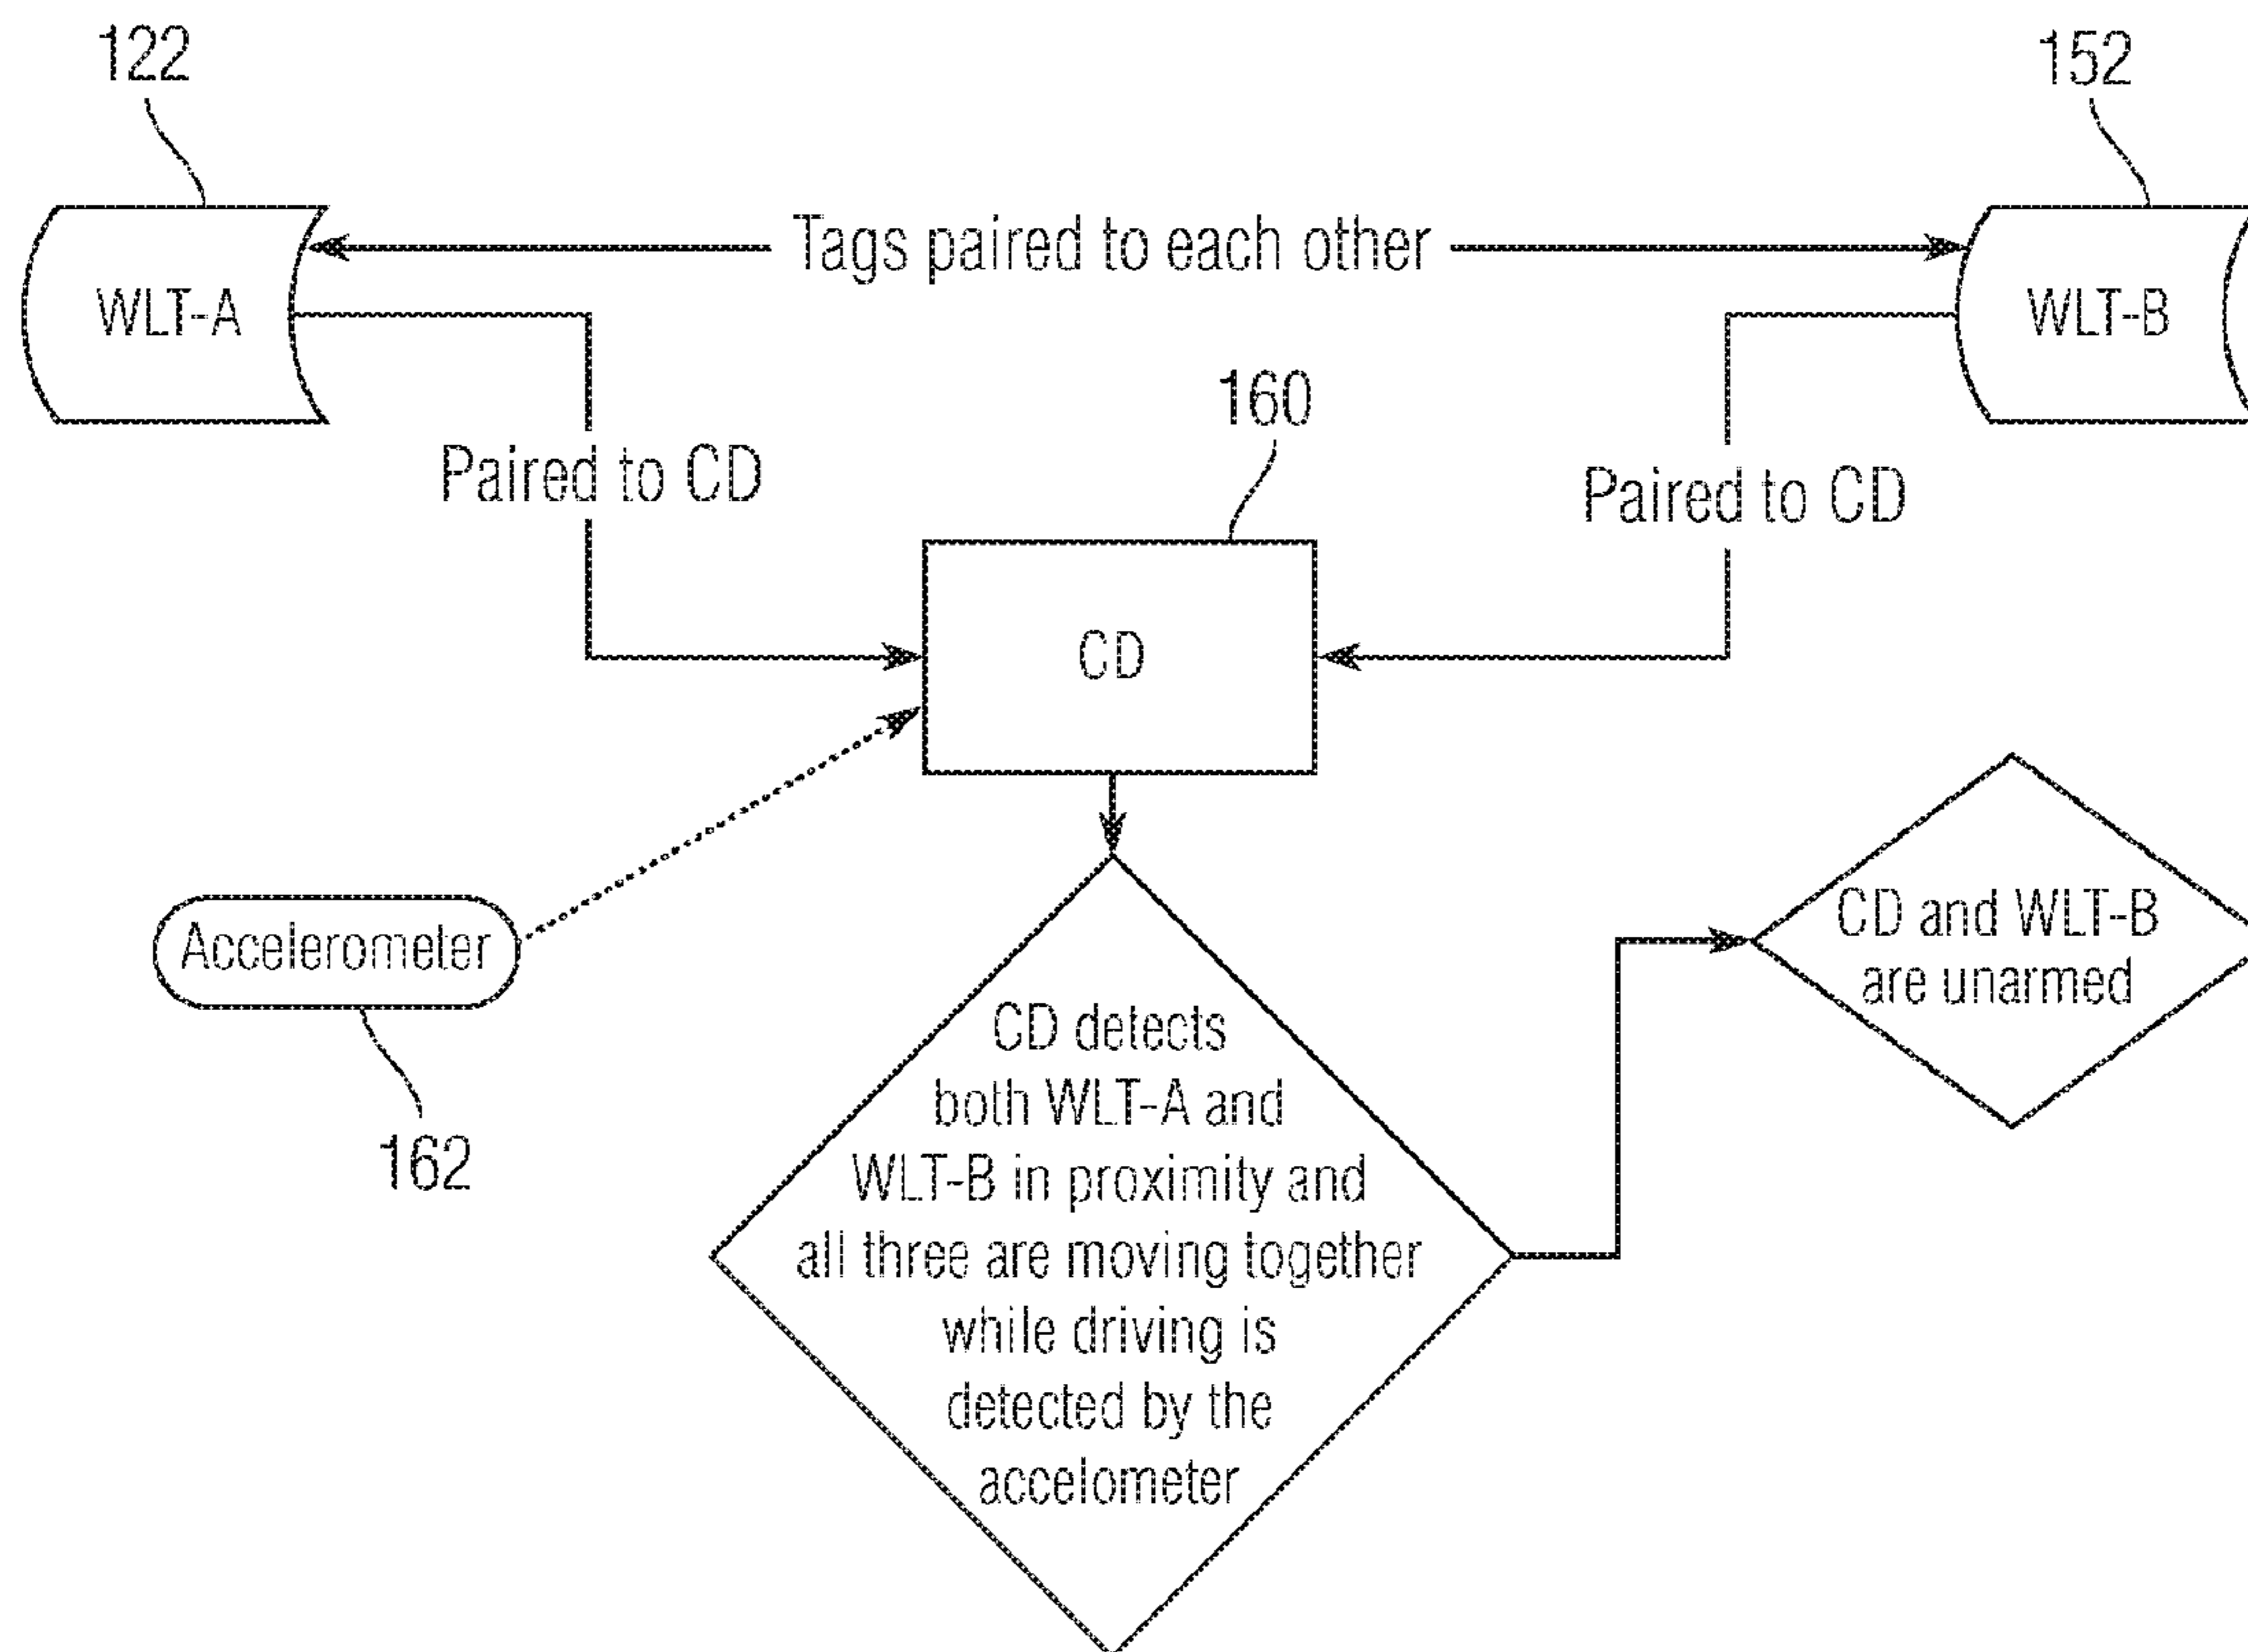 122
152
Tags paired to each other
WLT-A
WLT-B
160
Paired to CD
Paired to CD
CD
Accelerometer
162
CD and WLT-B
are unarmed
CD detects
both WLT-A and
WLT-B in proximity and
all three are moving together
while driving is
detected by the
accelometer